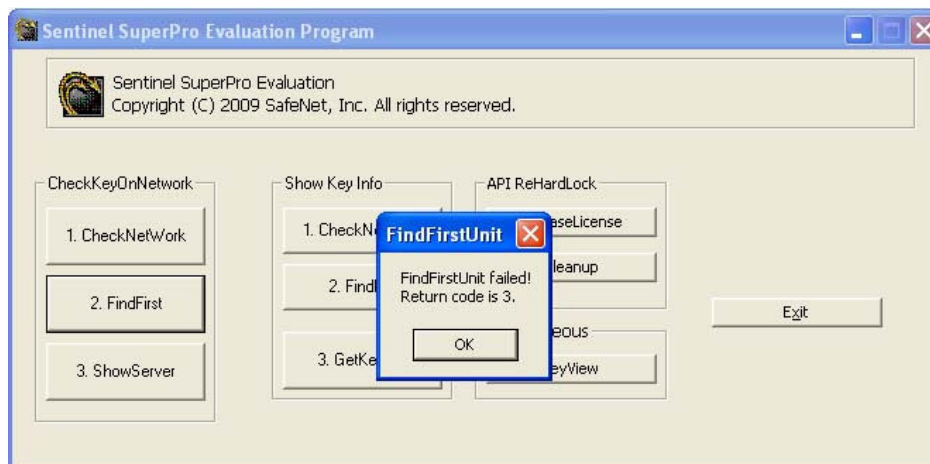 Sentinel SuperPro Evaluation Program
Sentinel SuperPro Evaluation
Copyright (C) 2009 SafeNet, Inc. All rights reserved.
CheckKeyOnNetwork
1. CheckNetWork
2. FindFirst
3. ShowServer
Show Key Info
1. CheckN
2. Find
3. GetKe
API ReHardLock
aseLicense
leanup
eous
eyView
FindFirstUnit
FindFirstUnit failed!
Return code is 3.
OK
Exit